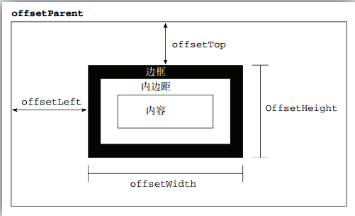 offsetParent
offsetTop
边框
内边距
offsetLeft
内容
OffsetHeight
offsetWidth